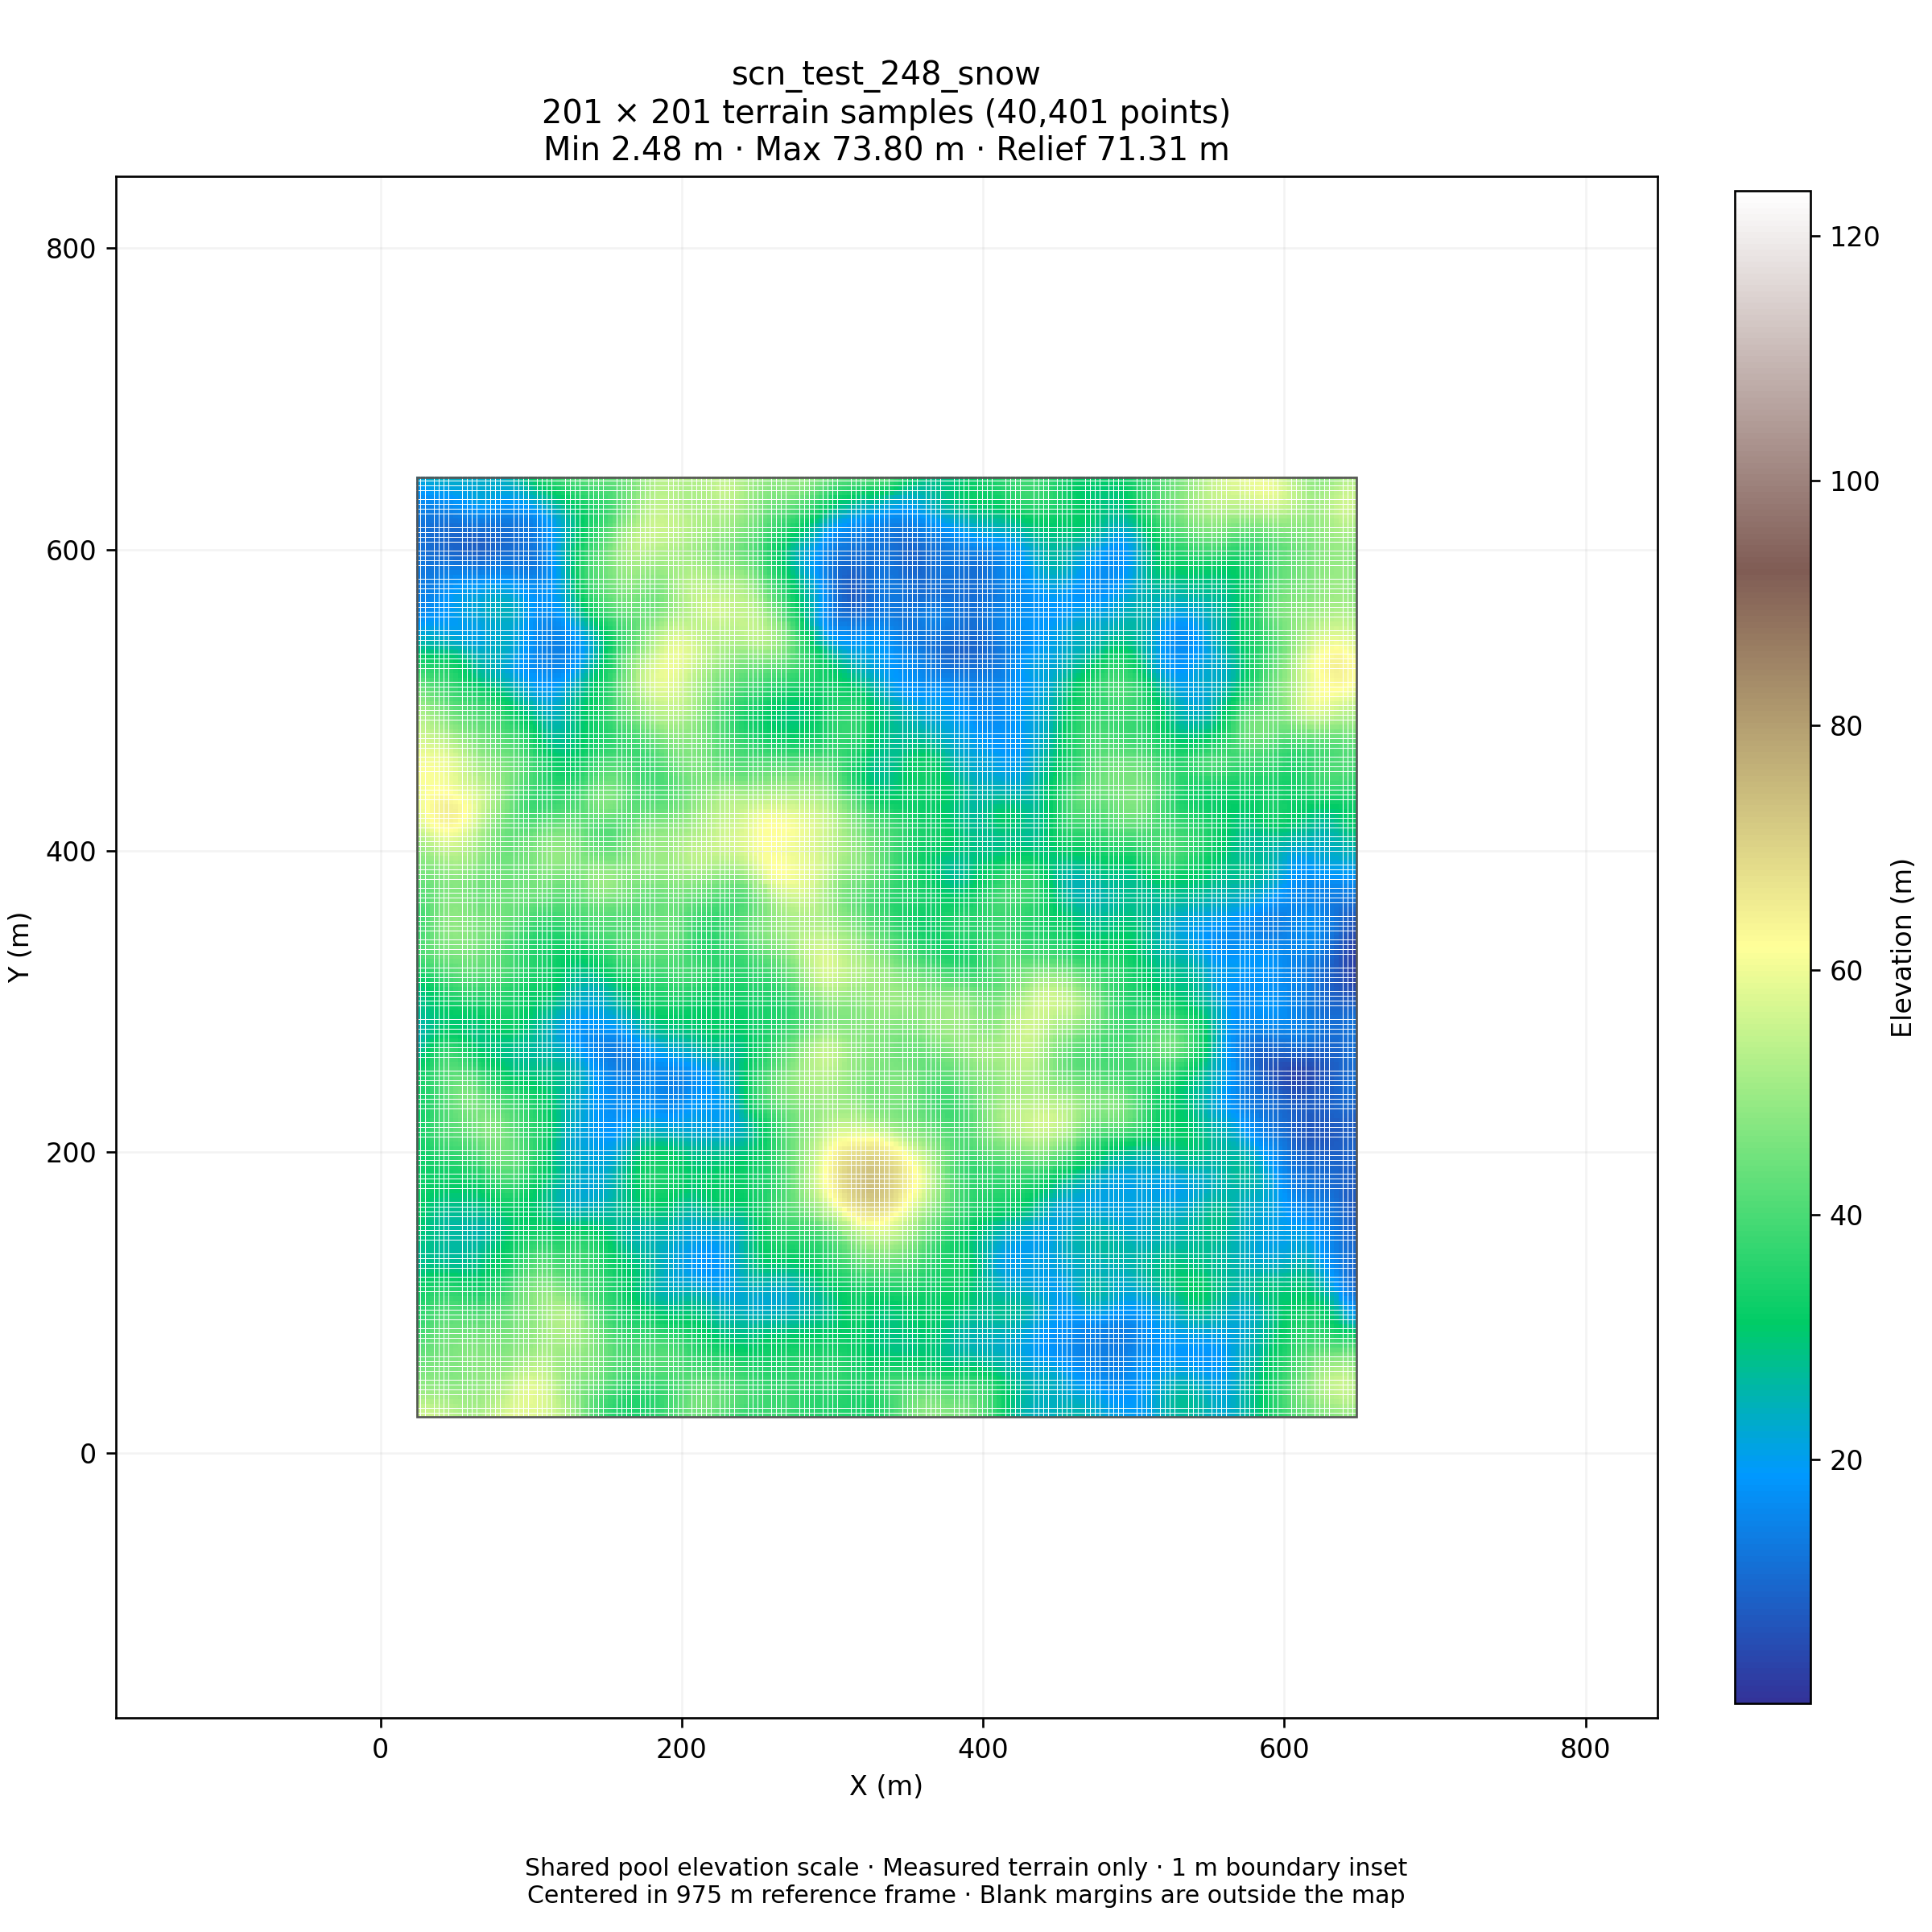 scn_test_248_snow
201 × 201 terrain samples (40,401 points)
Min 2.48 m · Max 73.80 m · Relief 71.31 m
800
600
400
200
0
Y (m)
0
200
400
600
800
X (m)
120
100
80
60
40
20
Elevation (m)
Shared pool elevation scale · Measured terrain only · 1 m boundary inset
Centered in 975 m reference frame · Blank margins are outside the map